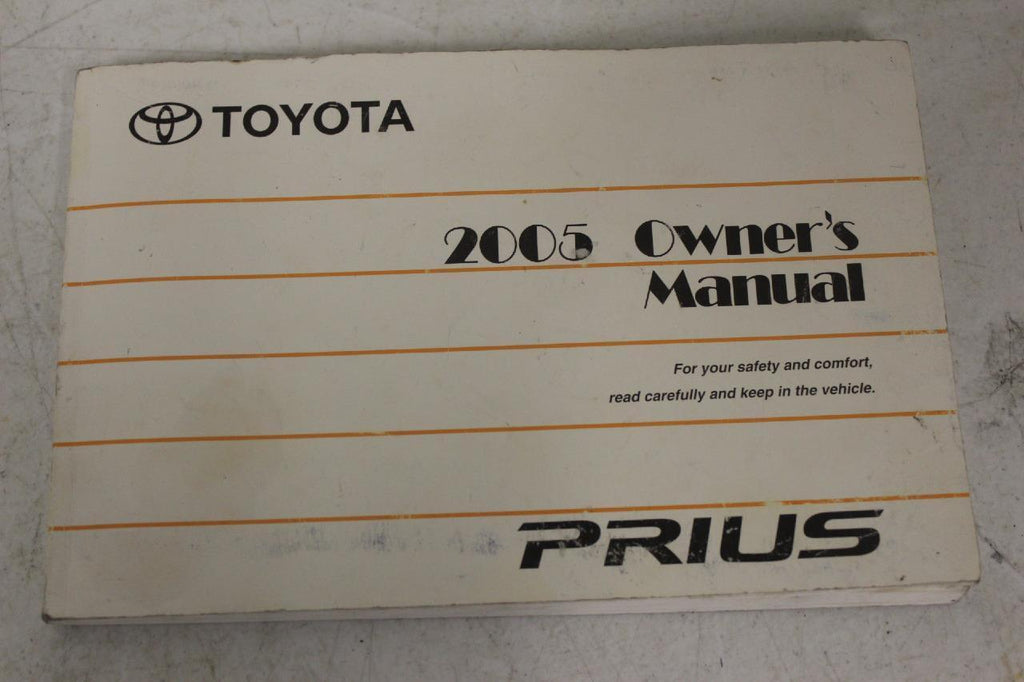 TOYOTA
2005 Owner's
Manual
For your safety and comfort,
read carefully and keep in the vehicle.
PRIUS